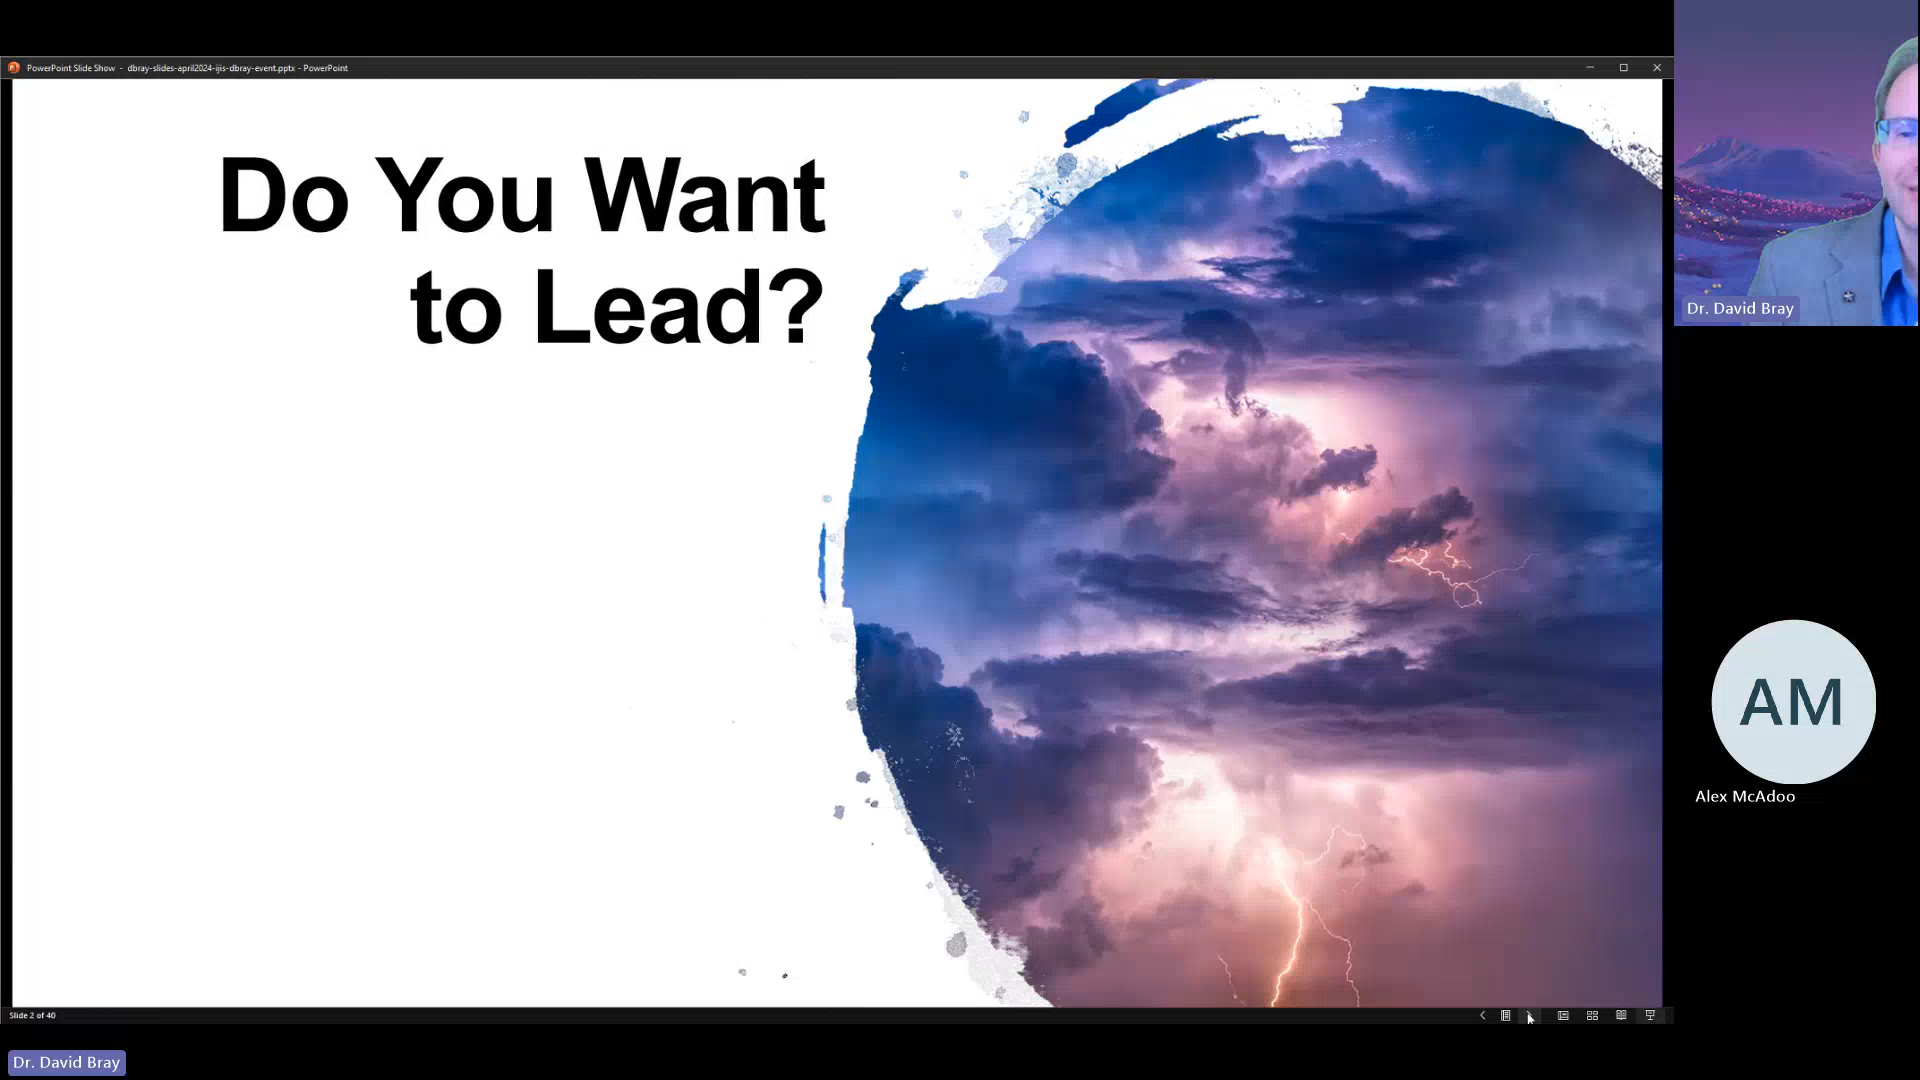 PowerPoint Slide Show - dbray-slides-april2024-ijis-dbray-event.pptx - PowerPoint
Do You Want
to Lead?
Dr. David Bray
AM
Alex McAdoo
Slide 2 of 40
Dr. David Bray